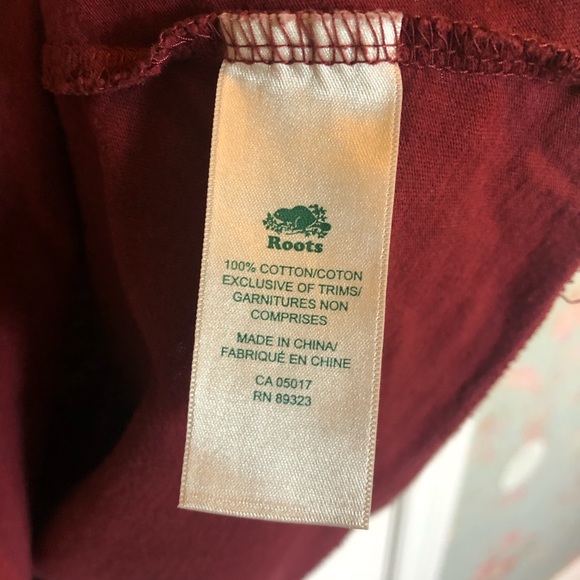 Roots
100% COTTON/COTON
EXCLUSIVE OF TRIMS/
GARNITURES NON
COMPRISES
MADE IN CHINA/
FABRIQUÉ EN CHINE
CA 05017
RN 89323